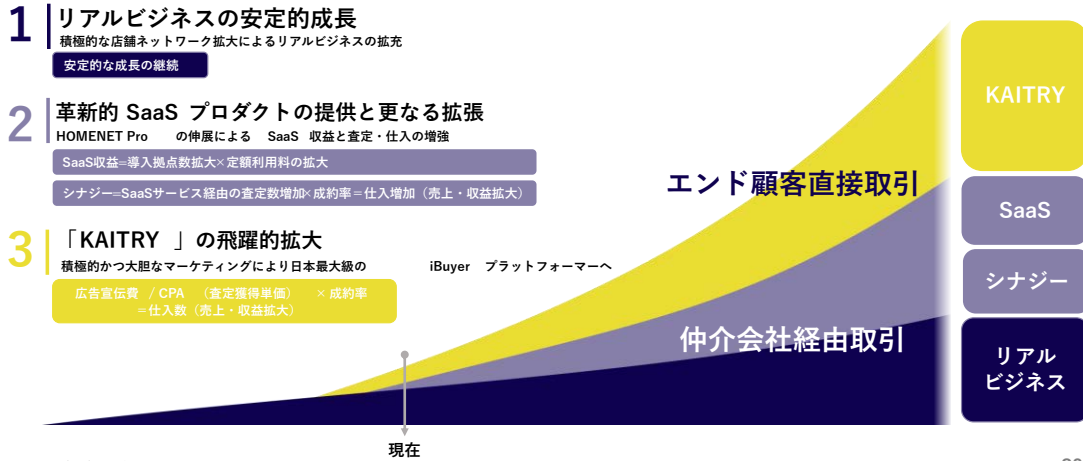 1
リアルビジネスの安定的成長
積極的な店舗ネットワーク拡大によるリアルビジネスの拡充
安定的な成長の継続
2
革新的 SaaS プロダクトの提供と更なる拡張
HOMENET Pro の伸展による SaaS 収益と査定・仕入の増強
SaaS収益=導入拠点数拡大×定額利用料の拡大
シナジー=SaaSサービス経由の査定数増加×成約率＝仕入増加（売上・収益拡大）
3
「KAITRY 」の飛躍的拡大
積極的かつ大胆なマーケティングにより日本最大級の iBuyer プラットフォーマーへ
広告宣伝費 / CPA （査定獲得単価） ×成約率
＝仕入数（売上・収益拡大）
エンド顧客直接取引
仲介会社経由取引
現在
KAITRY
SaaS
シナジー
リアル
ビジネス